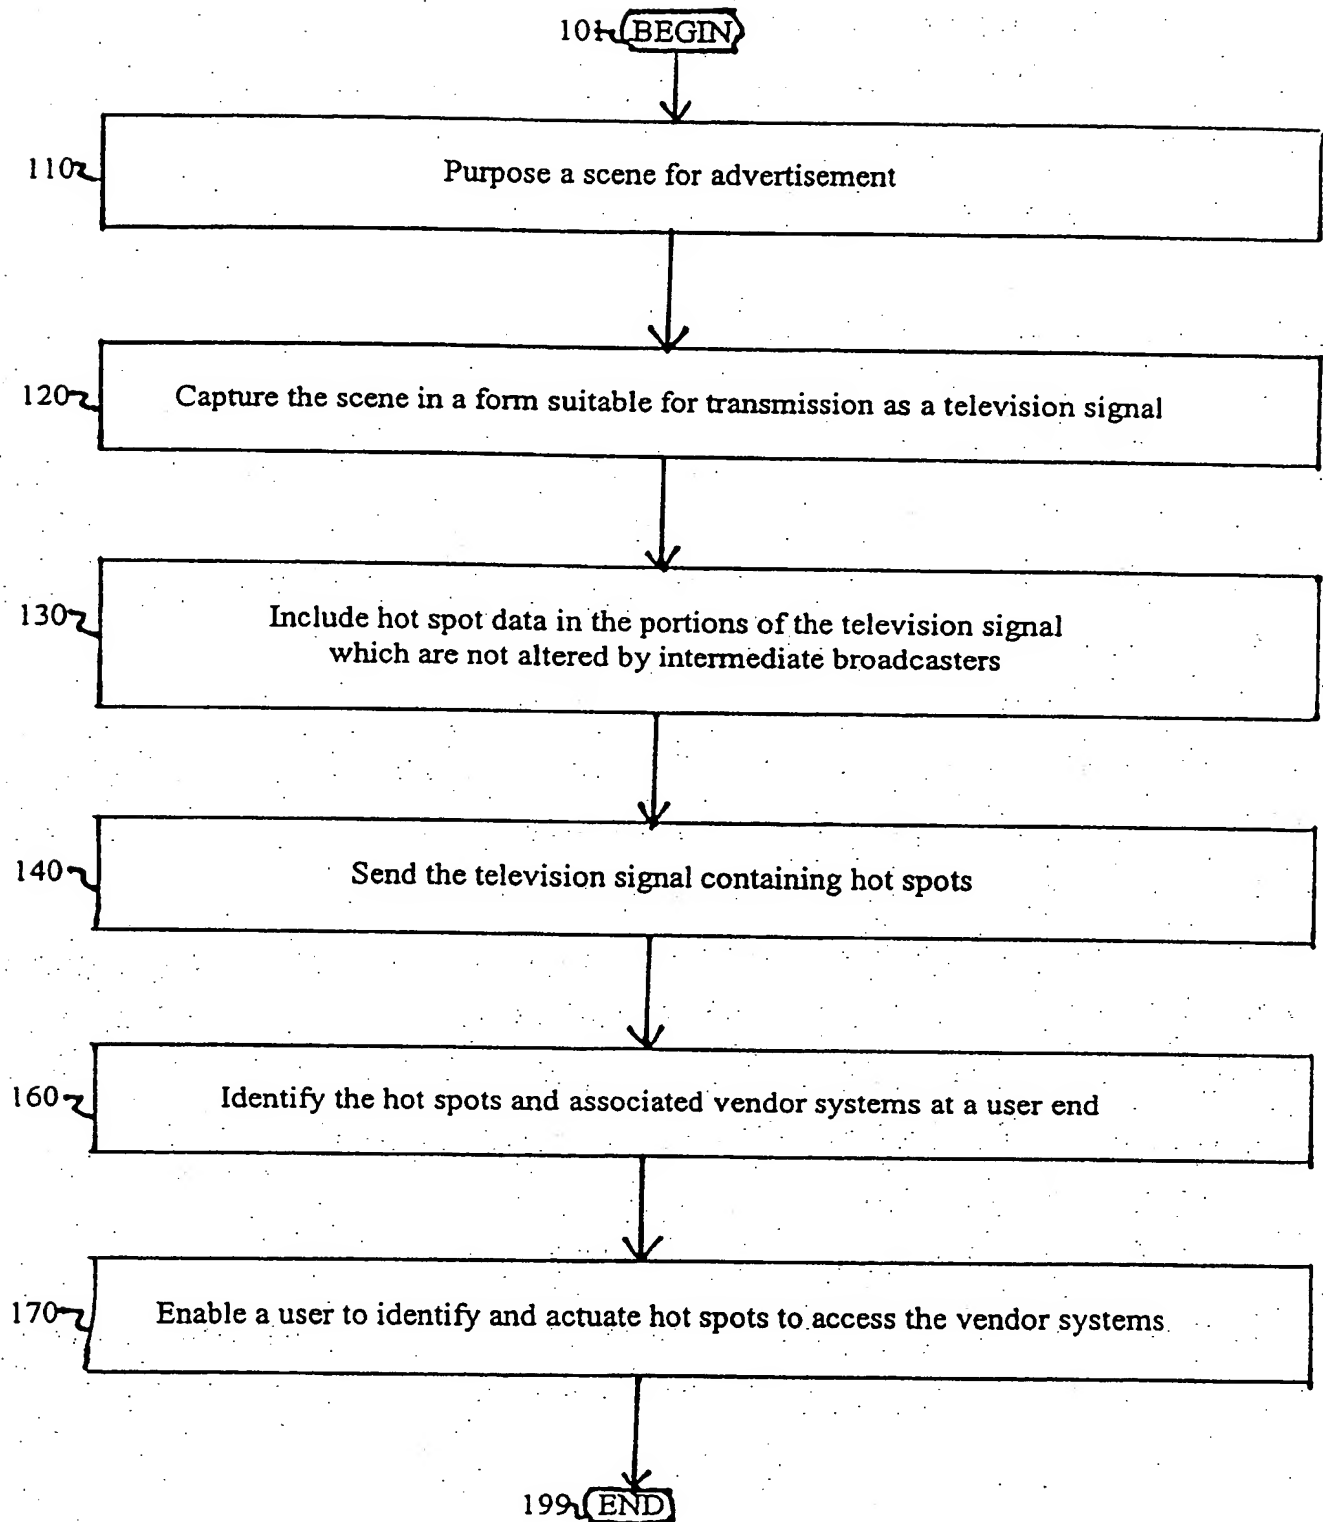 101 BEGIN
110 Purpose a scene for advertisement
120 Capture the scene in a form suitable for transmission as a television signal
130 Include hot spot data in the portions of the television signal
which are not altered by intermediate broadcasters
140 Send the television signal containing hot spots
160 Identify the hot spots and associated vendor systems at a user end
170 Enable a user to identify and actuate hot spots to access the vendor systems
199 END